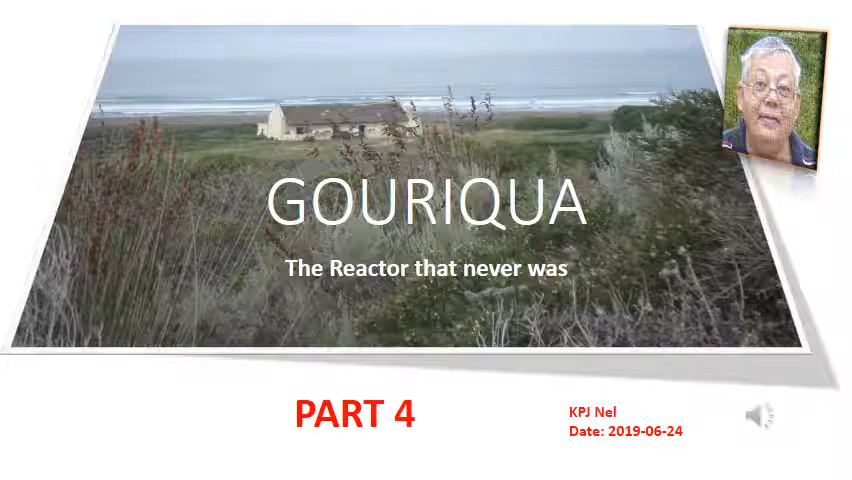 GOURIQUA
The Reactor that never was
PART 4
KPJ Nel
Date: 2019-06-24